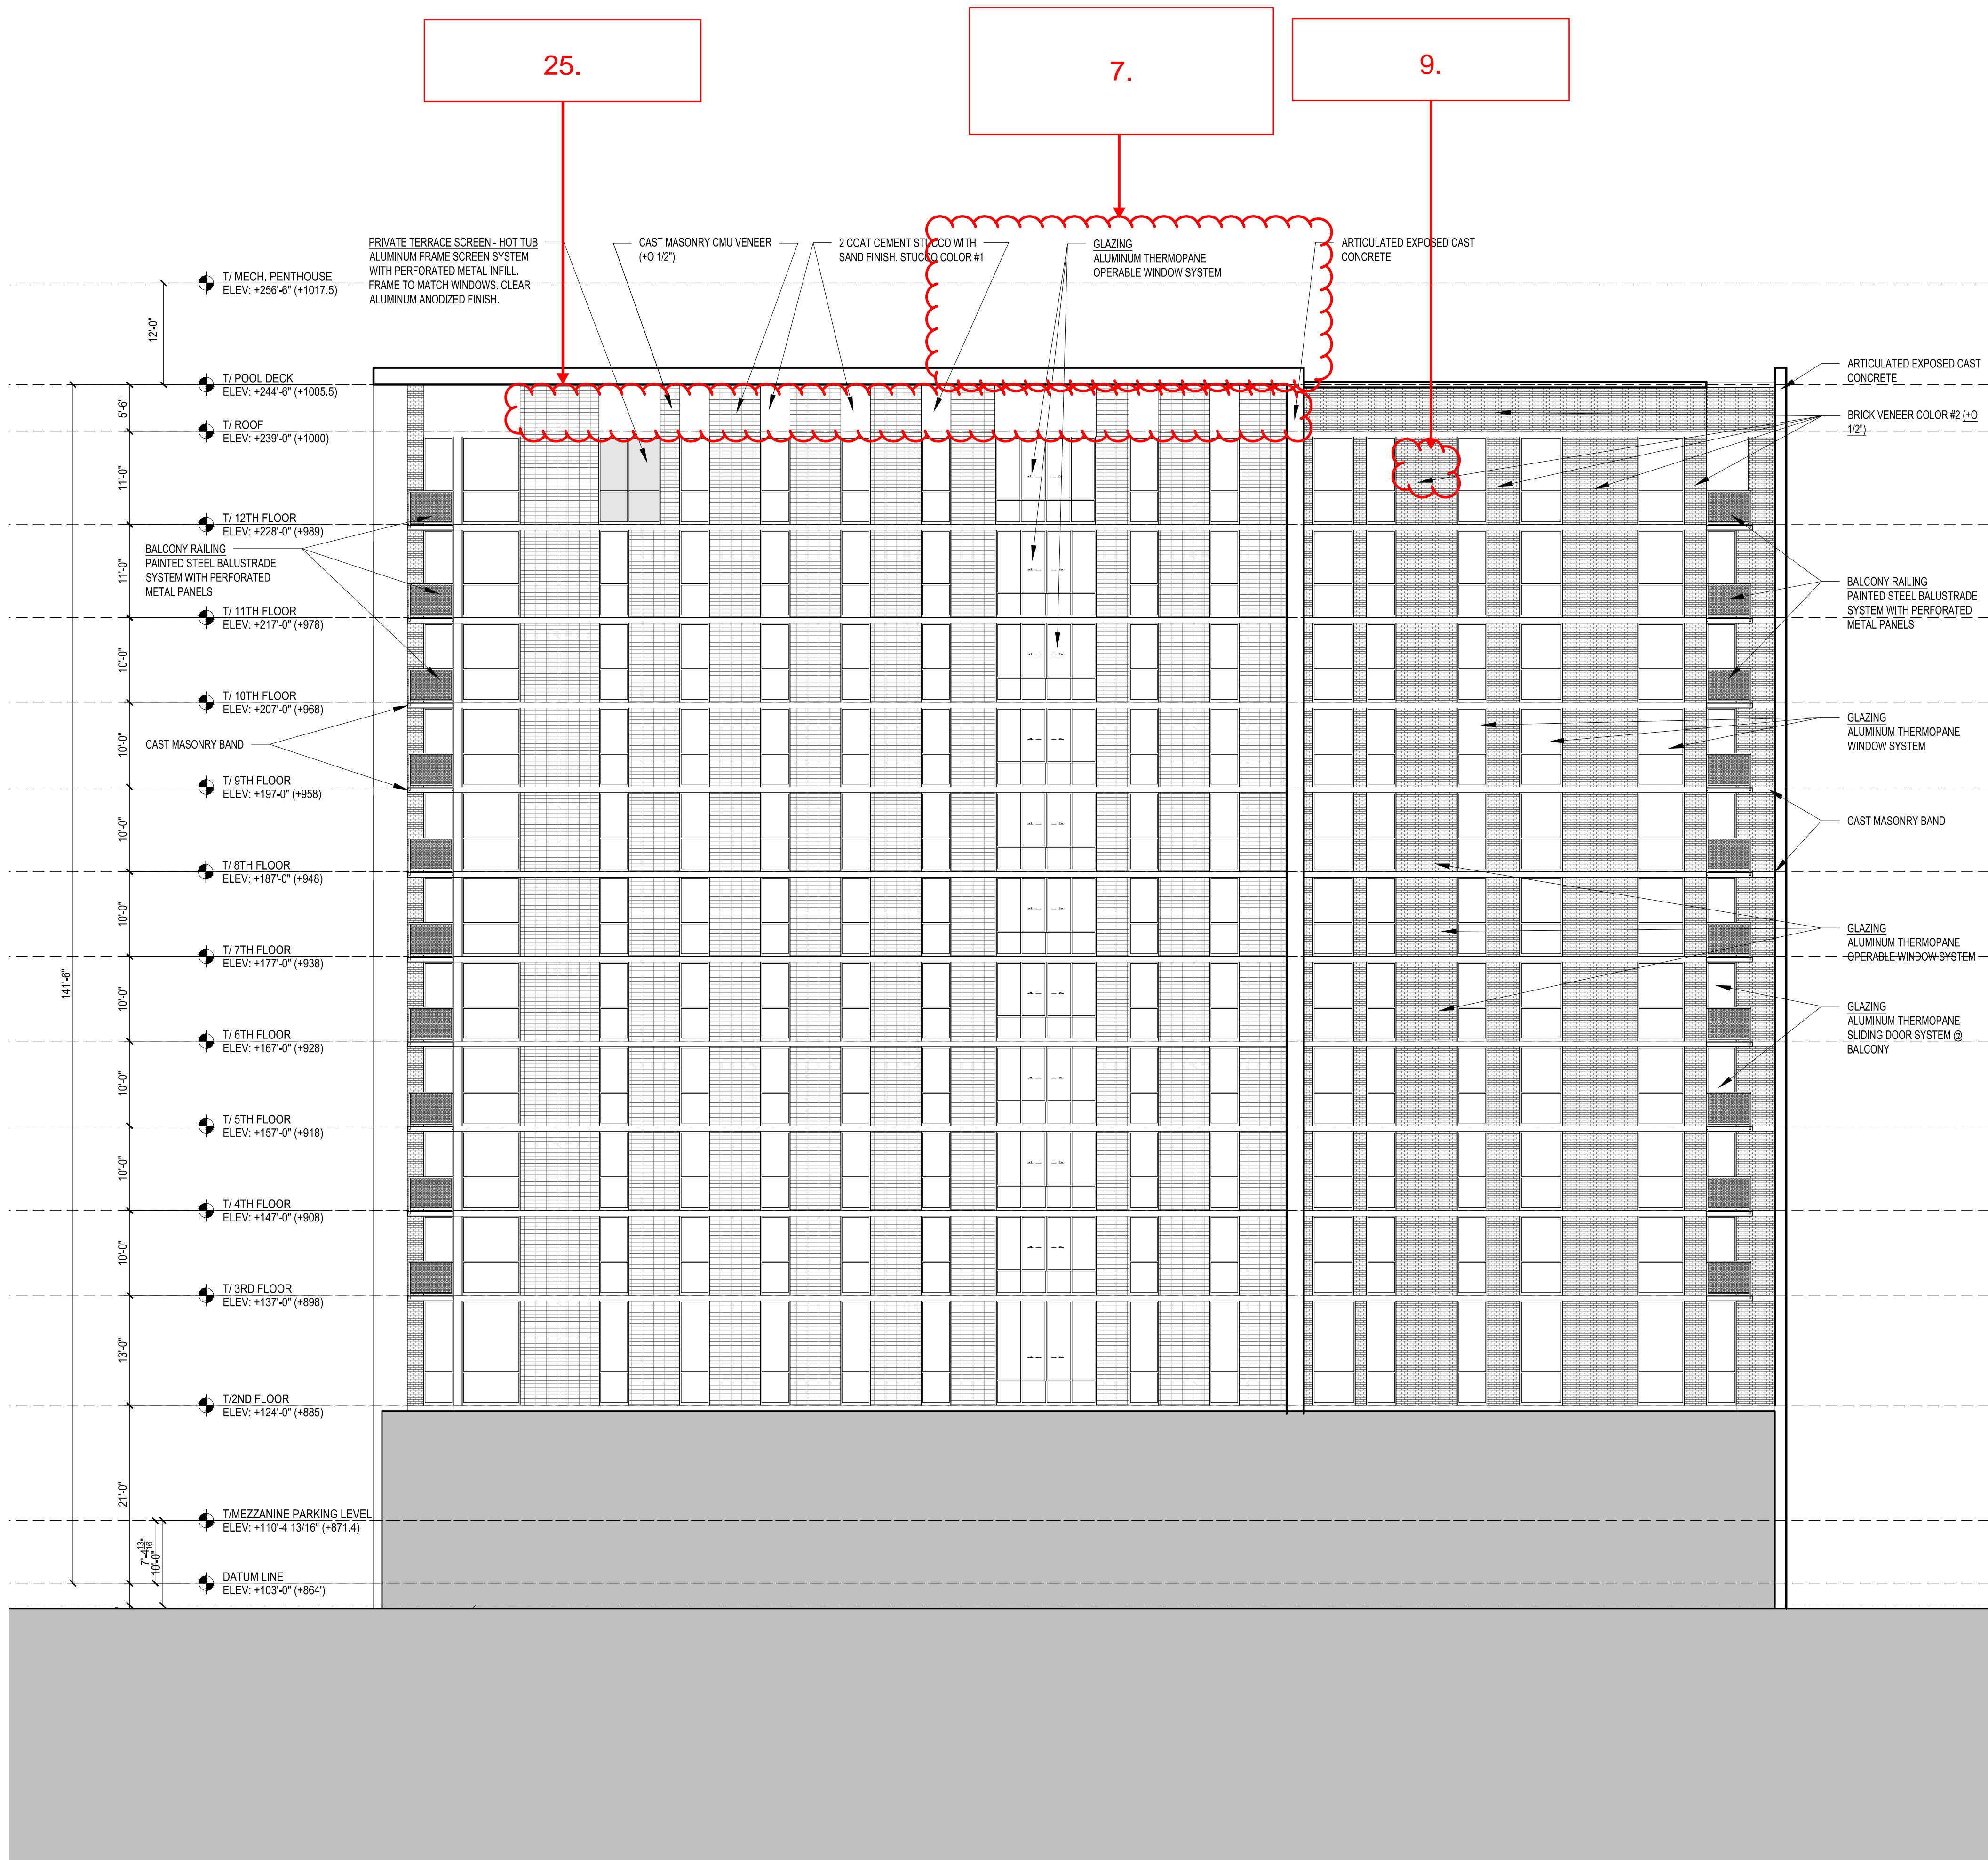 25.
7.
9.
PRIVATE TERRACE SCREEN - HOT TUB
ALUMINUM FRAME SCREEN SYSTEM
WITH PERFORATED METAL INFILL.
FRAME TO MATCH WINDOWS. CLEAR
ALUMINUM ANODIZED FINISH.
CAST MASONRY CMU VENEER
(+O 1/2")
2 COAT CEMENT STUCCO WITH
SAND FINISH. STUCCO COLOR #1
GLAZING
ALUMINUM THERMOPANE
OPERABLE WINDOW SYSTEM
ARTICULATED EXPOSED CAST
CONCRETE
T/ MECH. PENTHOUSE
ELEV: +256'-6" (+1017.5)
12'-0"
T/ POOL DECK
ELEV: +244'-6" (+1005.5)
5'-6"
T/ ROOF
ELEV: +239'-0" (+1000)
11'-0"
T/ 12TH FLOOR
ELEV: +228'-0" (+989)
BALCONY RAILING
PAINTED STEEL BALUSTRADE
SYSTEM WITH PERFORATED
METAL PANELS
11'-0"
T/ 11TH FLOOR
ELEV: +217'-0" (+978)
10'-0"
T/ 10TH FLOOR
ELEV: +207'-0" (+968)
CAST MASONRY BAND
10'-0"
T/ 9TH FLOOR
ELEV: +197-0" (+958)
10'-0"
T/ 8TH FLOOR
ELEV: +187'-0" (+948)
10'-0"
T/ 7TH FLOOR
ELEV: +177'-0" (+938)
141'-6"
10'-0"
T/ 6TH FLOOR
ELEV: +167'-0" (+928)
10'-0"
T/ 5TH FLOOR
ELEV: +157'-0" (+918)
10'-0"
T/ 4TH FLOOR
ELEV: +147'-0" (+908)
10'-0"
T/ 3RD FLOOR
ELEV: +137'-0" (+898)
13'-0"
T/2ND FLOOR
ELEV: +124'-0" (+885)
21'-0"
T/MEZZANINE PARKING LEVEL
ELEV: +110'-4 13/16" (+871.4)
7'-4 13/16"
10'-0"
DATUM LINE
ELEV: +103'-0" (+864')
ARTICULATED EXPOSED CAST
CONCRETE
BRICK VENEER COLOR #2 (+O
1/2")
BALCONY RAILING
PAINTED STEEL BALUSTRADE
SYSTEM WITH PERFORATED
METAL PANELS
GLAZING
ALUMINUM THERMOPANE
WINDOW SYSTEM
CAST MASONRY BAND
GLAZING
ALUMINUM THERMOPANE
OPERABLE WINDOW SYSTEM
GLAZING
ALUMINUM THERMOPANE
SLIDING DOOR SYSTEM @
BALCONY